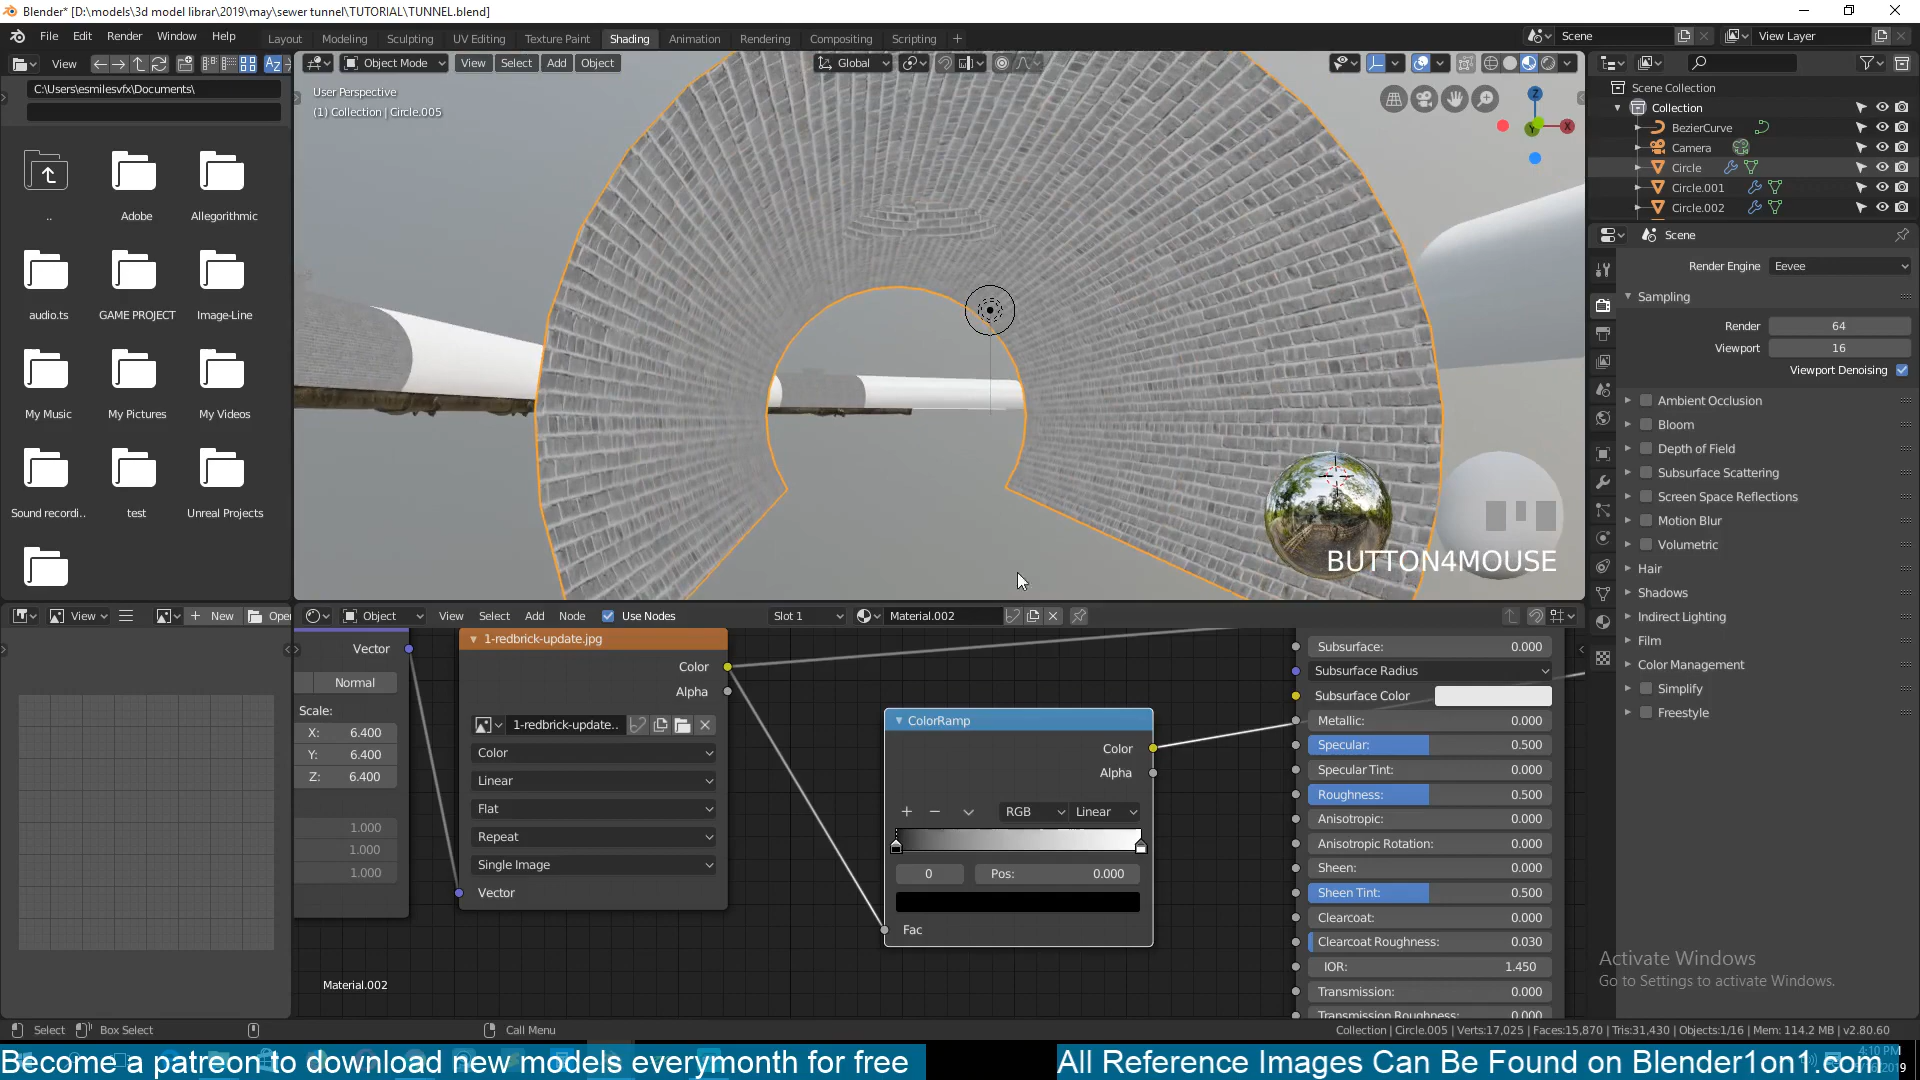 Blender* [D:\models\3d model librar\2019\may\sewer tunnel\TUTORIAL\TUNNEL.blend]
File Edit Render Window Help Layout Modeling Sculpting UV Editing Texture Paint Shading Animation Rendering Compositing Scripting + Scene View Layer
View Az Object Mode View Select Add Object Global
C:\Users\esmilesvfx\Documents\
User Perspective
(1) Collection | Circle.005
Z
X
Y
Scene Collection
Collection
BezierCurve
Camera
Circle
Circle.001
Circle.002
.. Adobe Allegorithmic
audio.ts GAME PROJECT Image-Line
My Music My Pictures My Videos
Sound recordi.. test Unreal Projects
Scene
Render Engine Eevee
Sampling
Render 64
Viewport 16
Viewport Denoising
Ambient Occlusion
Bloom
Depth of Field
Subsurface Scattering
Screen Space Reflections
Motion Blur
Volumetric
Hair
Shadows
Indirect Lighting
Film
Color Management
Simplify
Freestyle
BUTTON4MOUSE
View New Open Object View Select Add Node Use Nodes Slot 1 Material.002
Vector
Normal
Scale:
X: 6.400
Y: 6.400
Z: 6.400
1.000
1.000
1.000
1-redbrick-update.jpg
Color
Alpha
1-redbrick-update..
Color
Linear
Flat
Repeat
Single Image
Vector
ColorRamp
Color
Alpha
+ − RGB Linear
0 Pos: 0.000
Fac
Subsurface: 0.000
Subsurface Radius
Subsurface Color
Metallic: 0.000
Specular: 0.500
Specular Tint: 0.000
Roughness: 0.500
Anisotropic: 0.000
Anisotropic Rotation: 0.000
Sheen: 0.000
Sheen Tint: 0.500
Clearcoat: 0.000
Clearcoat Roughness: 0.030
IOR: 1.450
Transmission: 0.000
Transmission Roughness: 0.000
Material.002
Activate Windows
Go to Settings to activate Windows.
Select Box Select Call Menu Collection | Circle.005 | Verts:17,025 | Faces:15,870 | Tris:31,430 | Objects:1/16 | Mem: 114.2 MB | v2.80.60
Become a patreon to download new models everymonth for free
All Reference Images Can Be Found on Blender1on1.com
4:10 PM